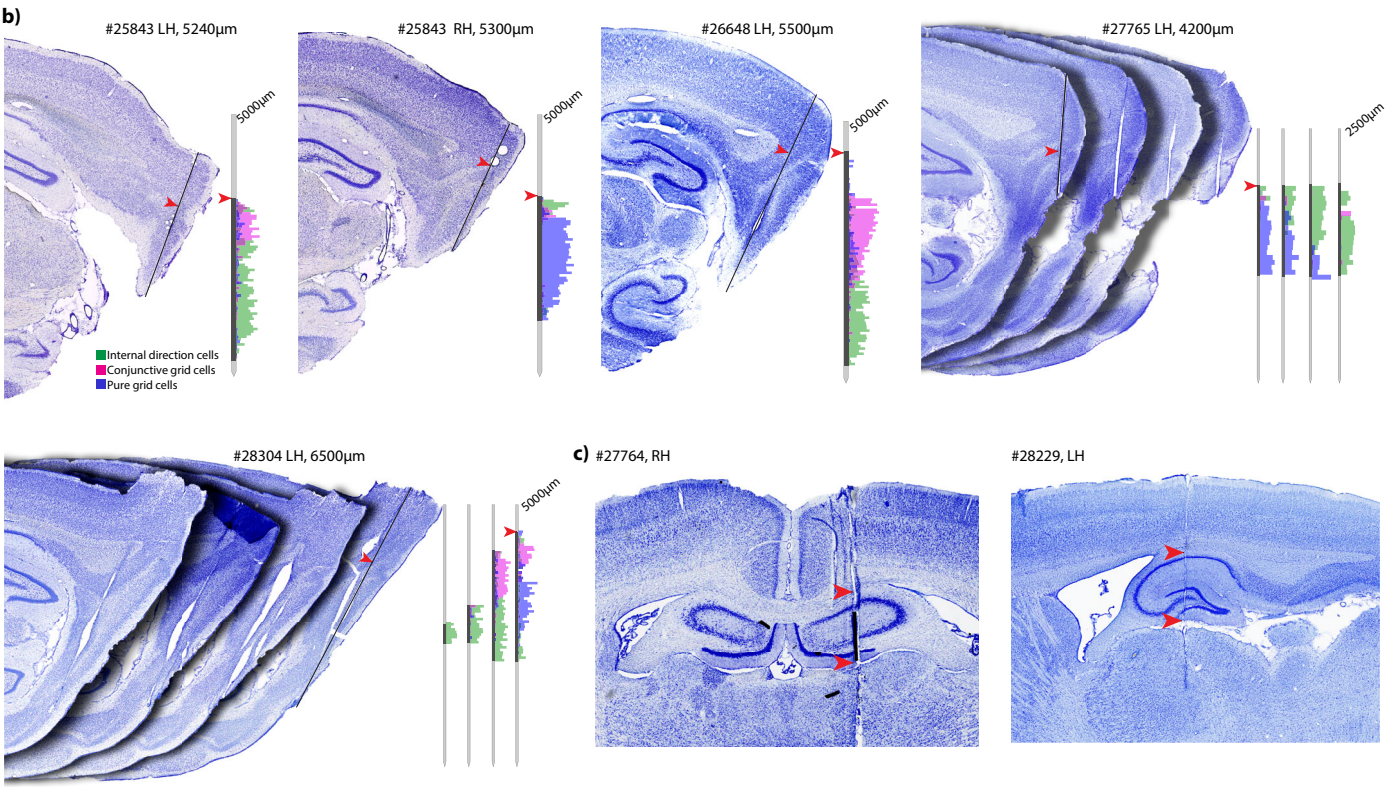 b)
#25843 LH, 5240µm
#25843 RH, 5300µm
#26648 LH, 5500µm
#27765 LH, 4200µm
5000µm
5000µm
5000µm
2500µm
Internal direction cells
Conjunctive grid cells
Pure grid cells
#28304 LH, 6500µm
5000µm
c)
#27764, RH
#28229, LH